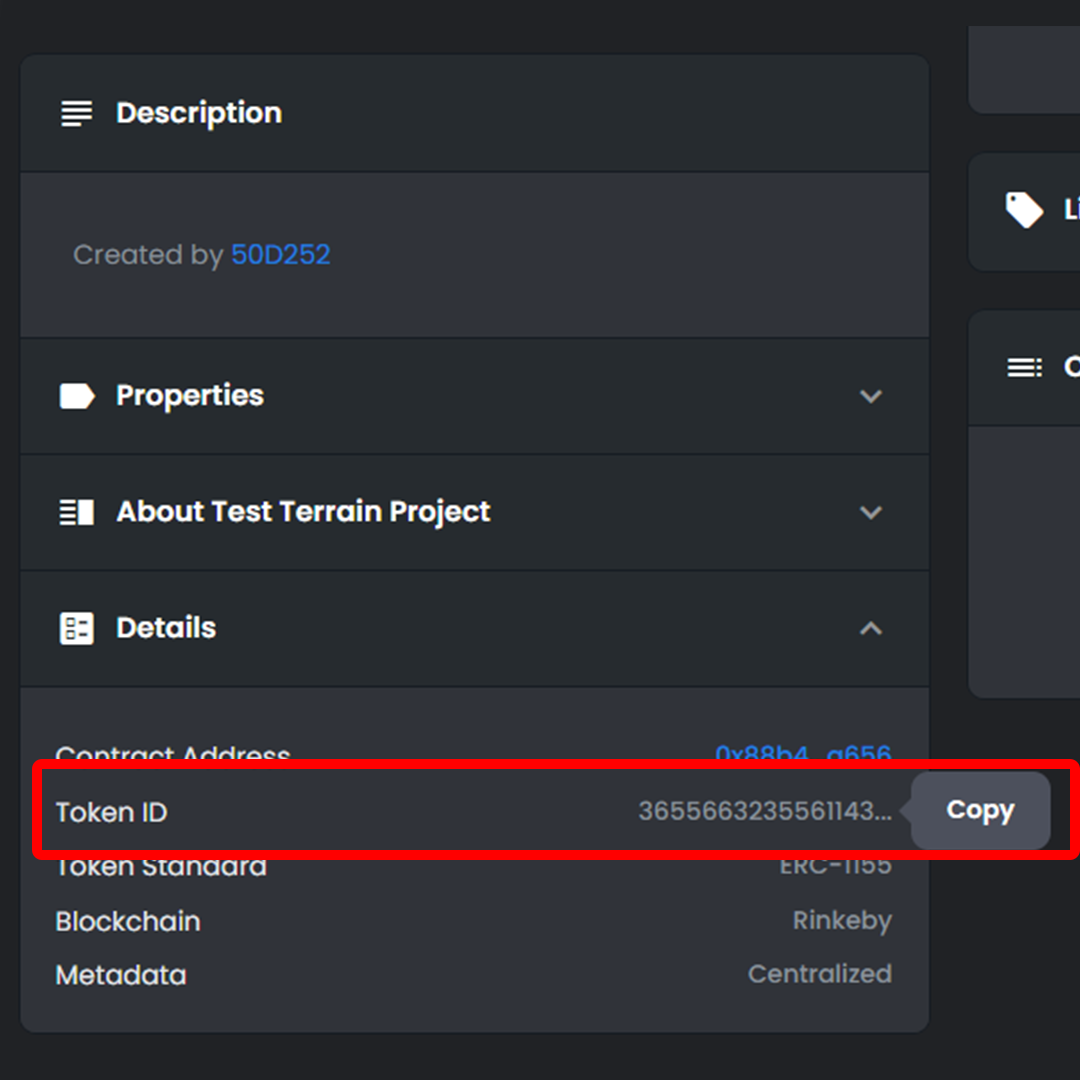 Description
Created by 50D252
Properties
About Test Terrain Project
Details
Contract Address 0x88b4...a656
Token ID 3655663235561143... Copy
Token Standard ERC-1155
Blockchain Rinkeby
Metadata Centralized